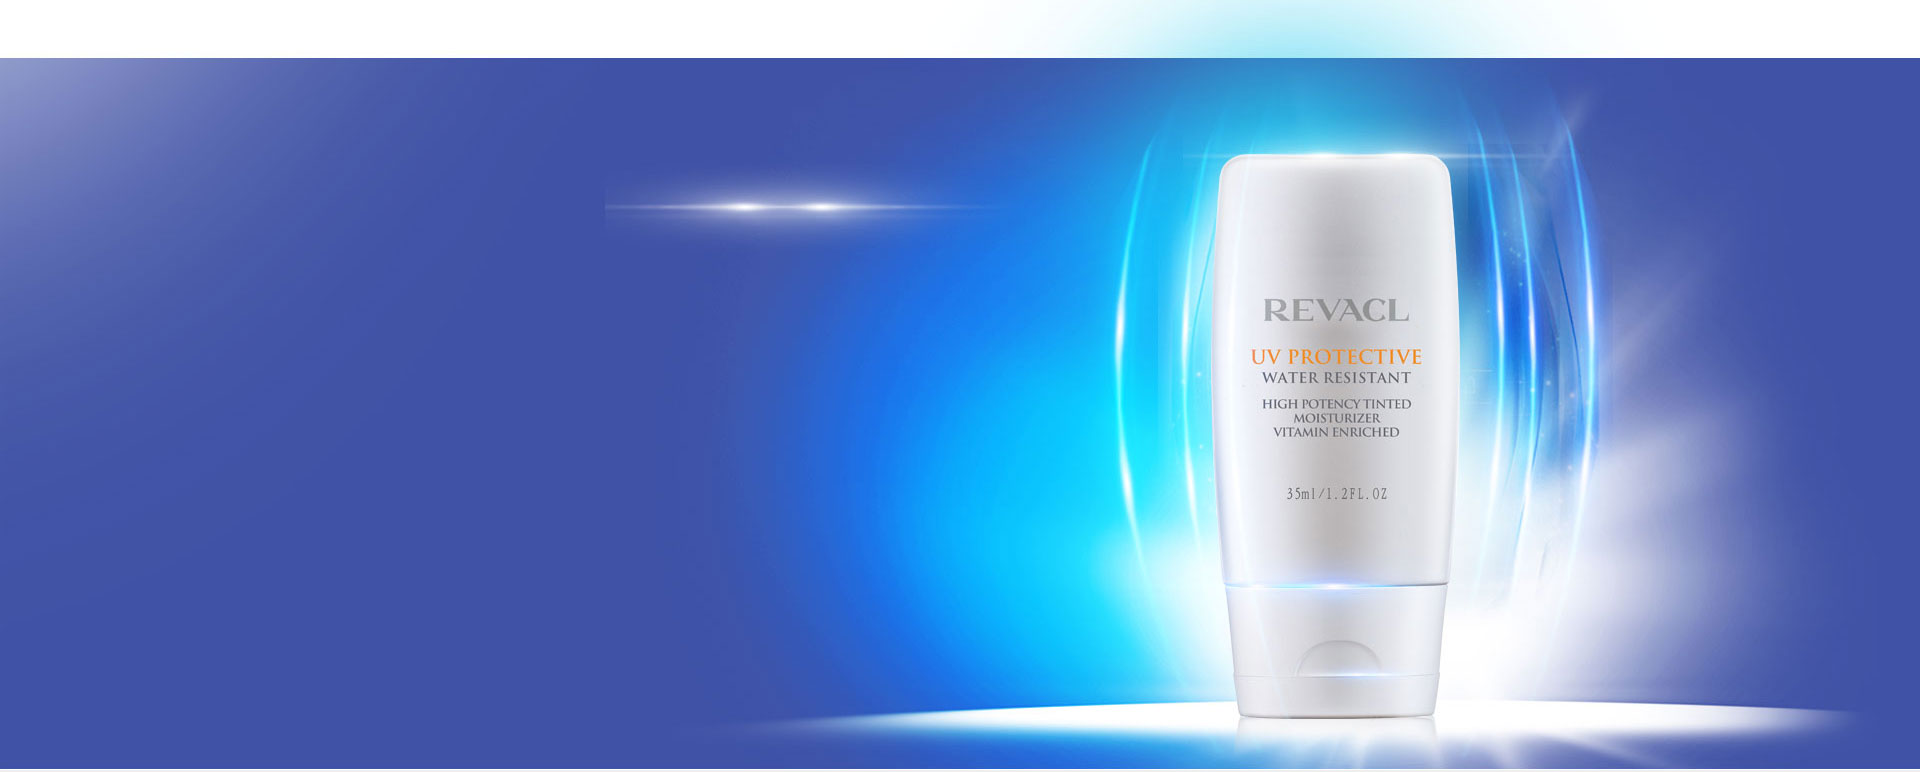 REVACL
UV PROTECTIVE
WATER RESISTANT
HIGH POTENCY TINTED
MOISTURIZER
VITAMIN ENRICHED
35ml/1.2FL.OZ